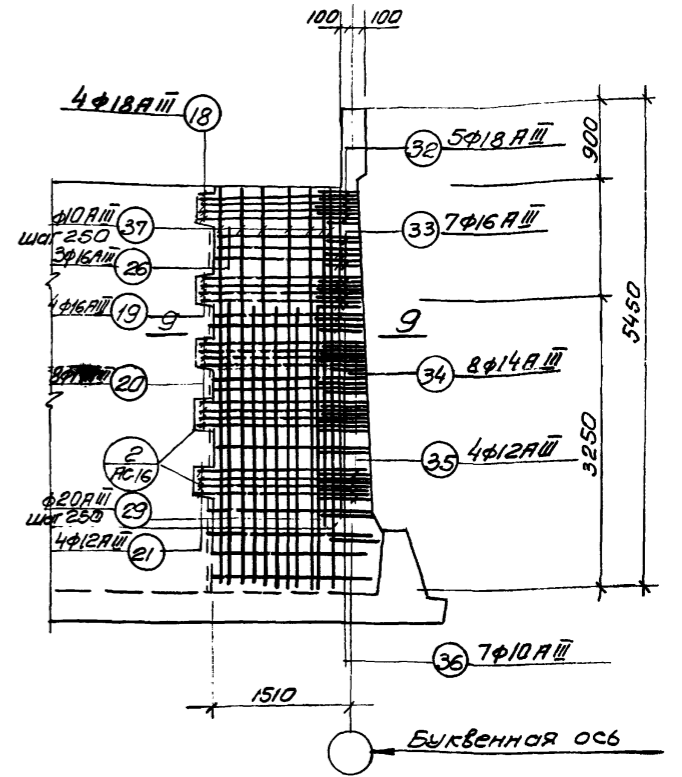 100 100
4ф18АIII
18
32 5ф18АIII
900
ф10АIII 37
шаг 250
33 7ф16АIII
3ф16АIII
26
4ф16АIII
19
9 9
5450
20
34 8ф14АIII
2
АС16
35 4ф12АIII
3250
ф20АIII
шаг 250
29
4ф12АIII
21
36 7ф10АIII
1510
Буквенная ось